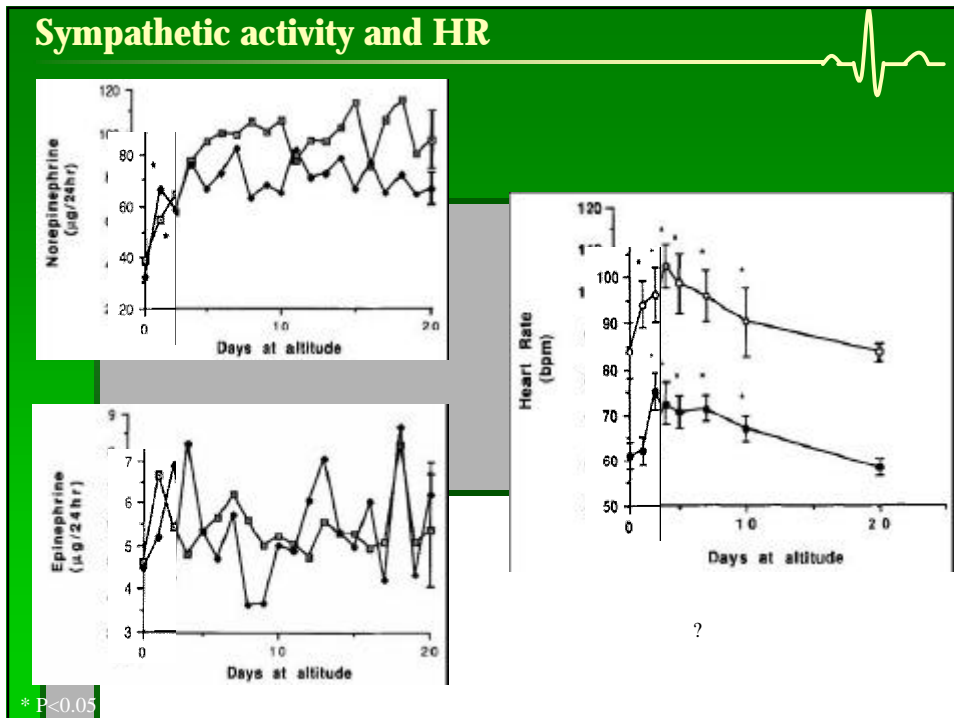 Sympathetic activity and HR
120
80
60
40
20
0
10
20
Norepinephrine
(µg/24hr)
Days at altitude
*
*
9
7
6
5
4
3
0
10
20
Epinephrine
(µg/24hr)
Days at altitude
120
100
90
80
70
60
50
0
5
10
20
Heart Rate
(bpm)
Days at altitude
* * * * * *
* * * * *
?
* P<0.05